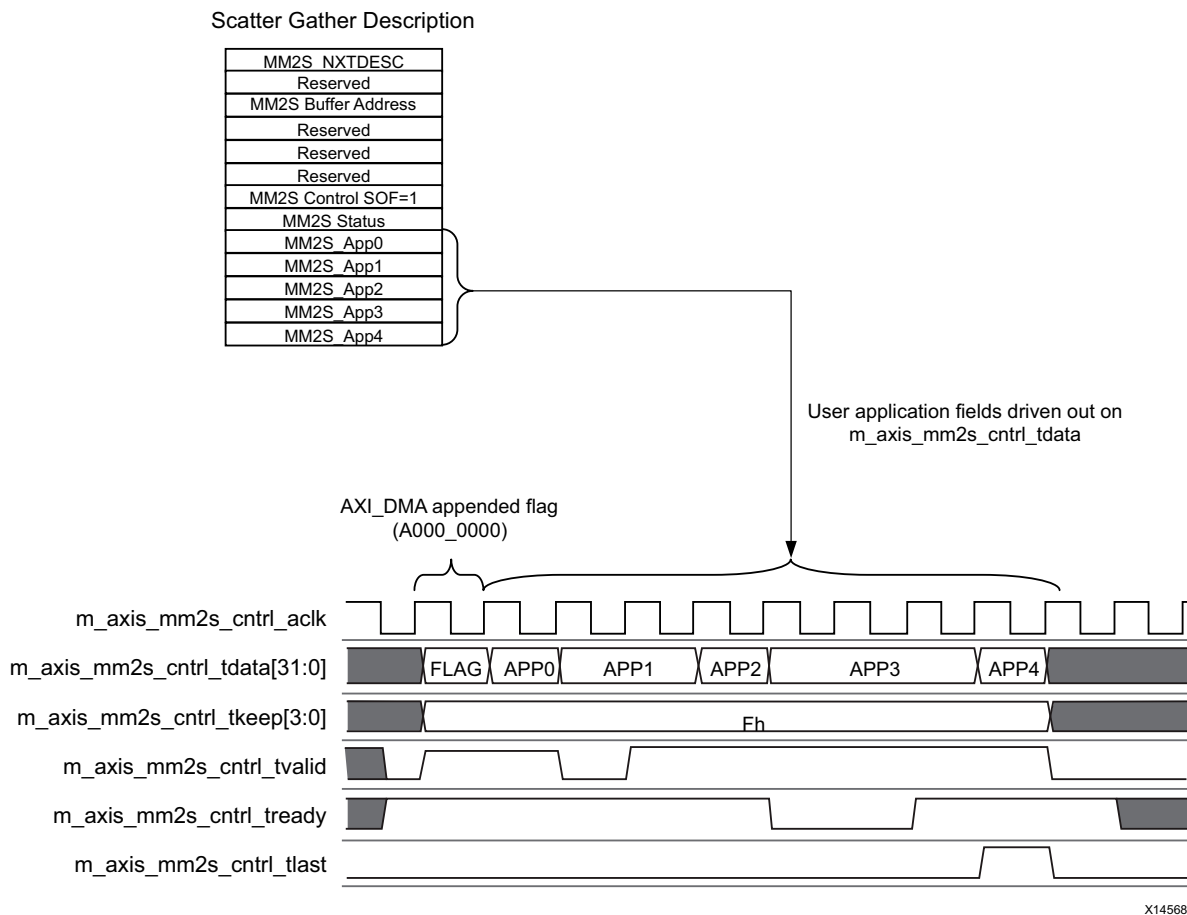 Scatter Gather Description
MM2S_NXTDESC
Reserved
MM2S Buffer Address
Reserved
Reserved
Reserved
MM2S Control SOF=1
MM2S Status
MM2S_App0
MM2S_App1
MM2S_App2
MM2S_App3
MM2S_App4
User application fields driven out on
m_axis_mm2s_cntrl_tdata
AXI_DMA appended flag
(A000_0000)
m_axis_mm2s_cntrl_aclk
m_axis_mm2s_cntrl_tdata[31:0]
FLAG APP0 APP1 APP2 APP3 APP4
m_axis_mm2s_cntrl_tkeep[3:0]
Fh
m_axis_mm2s_cntrl_tvalid
m_axis_mm2s_cntrl_tready
m_axis_mm2s_cntrl_tlast
X14568